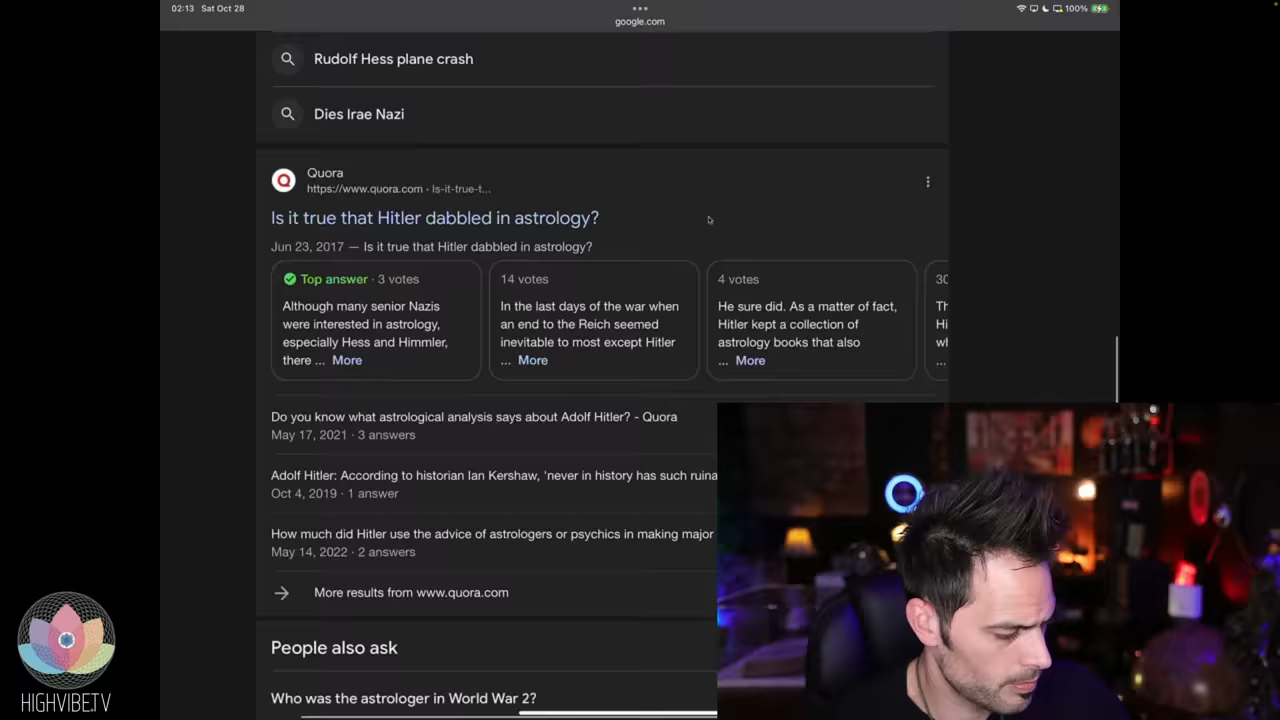 02:13 Sat Oct 28
100%
google.com
Rudolf Hess plane crash
Dies Irae Nazi
Quora
https://www.quora.com › Is-it-true-t...
Is it true that Hitler dabbled in astrology?
Jun 23, 2017 — Is it true that Hitler dabbled in astrology?
Top answer · 3 votes
Although many senior Nazis
were interested in astrology,
especially Hess and Himmler,
there ... More
14 votes
In the last days of the war when
an end to the Reich seemed
inevitable to most except Hitler
... More
4 votes
He sure did. As a matter of fact,
Hitler kept a collection of
astrology books that also
... More
30
Th
Hi
wh
...
Do you know what astrological analysis says about Adolf Hitler? - Quora
May 17, 2021 · 3 answers
Adolf Hitler: According to historian Ian Kershaw, 'never in history has such ruina
Oct 4, 2019 · 1 answer
How much did Hitler use the advice of astrologers or psychics in making major
May 14, 2022 · 2 answers
More results from www.quora.com
People also ask
Who was the astrologer in World War 2?
HIGHVIBE.TV